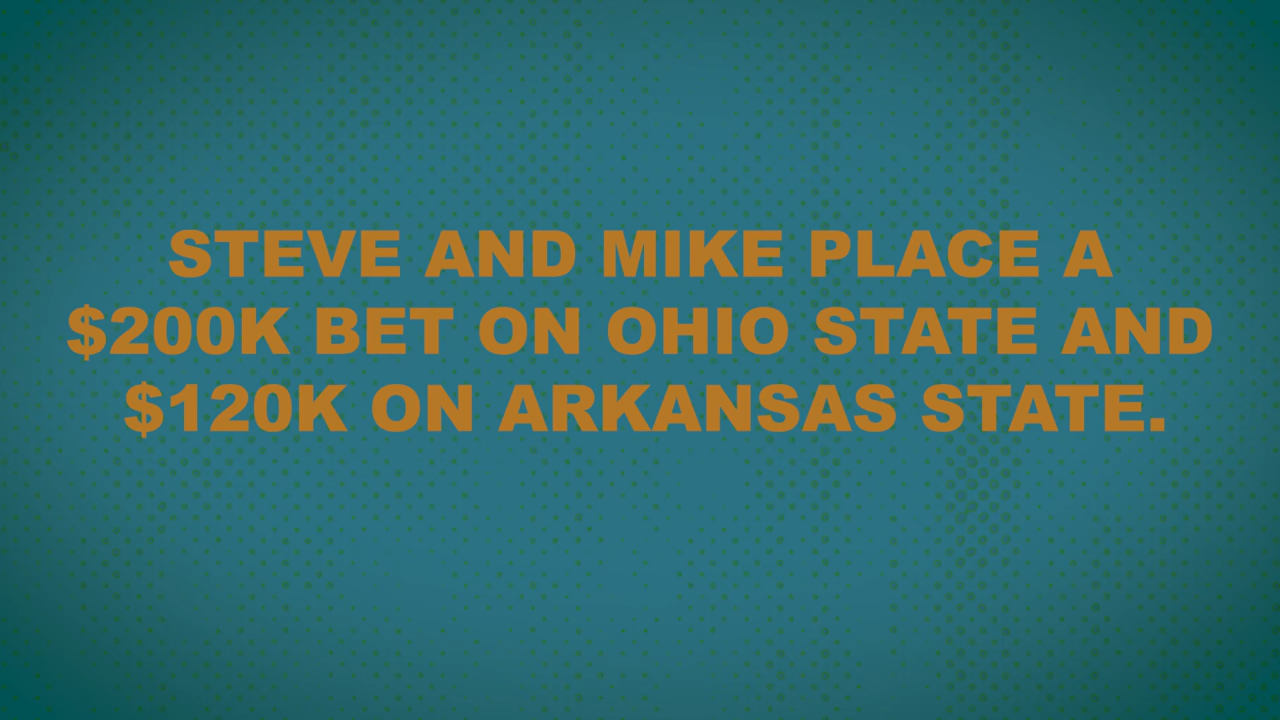 STEVE AND MIKE PLACE A
$200K BET ON OHIO STATE AND
$120K ON ARKANSAS STATE.